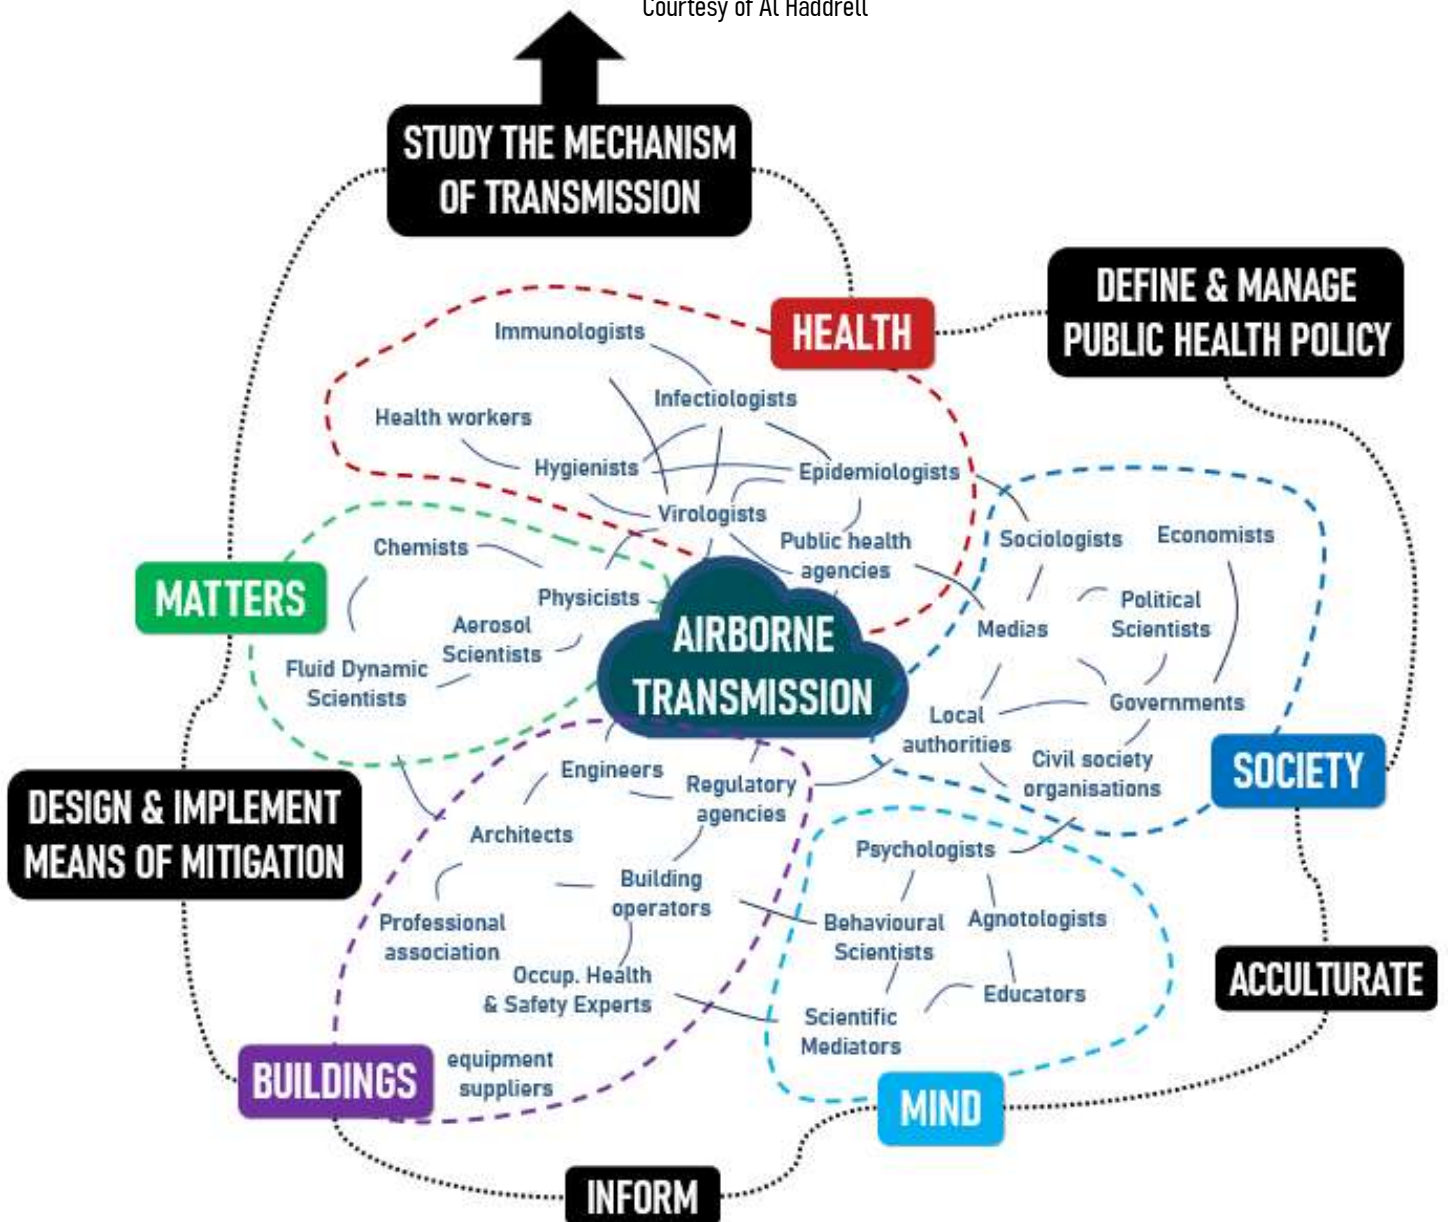 Courtesy of Al Haddrell
STUDY THE MECHANISM
OF TRANSMISSION
DEFINE & MANAGE
PUBLIC HEALTH POLICY
HEALTH
Immunologists
Infectiologists
Health workers
Hygienists
Epidemiologists
Virologists
Public health
agencies
Sociologists
Economists
Chemists
MATTERS
Physicists
Aerosol
Scientists
Fluid Dynamic
Scientists
AIRBORNE
TRANSMISSION
Medias
Political
Scientists
Governments
Local
authorities
Civil society
organisations
SOCIETY
DESIGN & IMPLEMENT
MEANS OF MITIGATION
Engineers
Regulatory
agencies
Architects
Building
operators
Professional
association
Occup. Health
& Safety Experts
Psychologists
Behavioural
Scientists
Agnotologists
Educators
Scientific
Mediators
ACCULTURATE
BUILDINGS
equipment
suppliers
MIND
INFORM